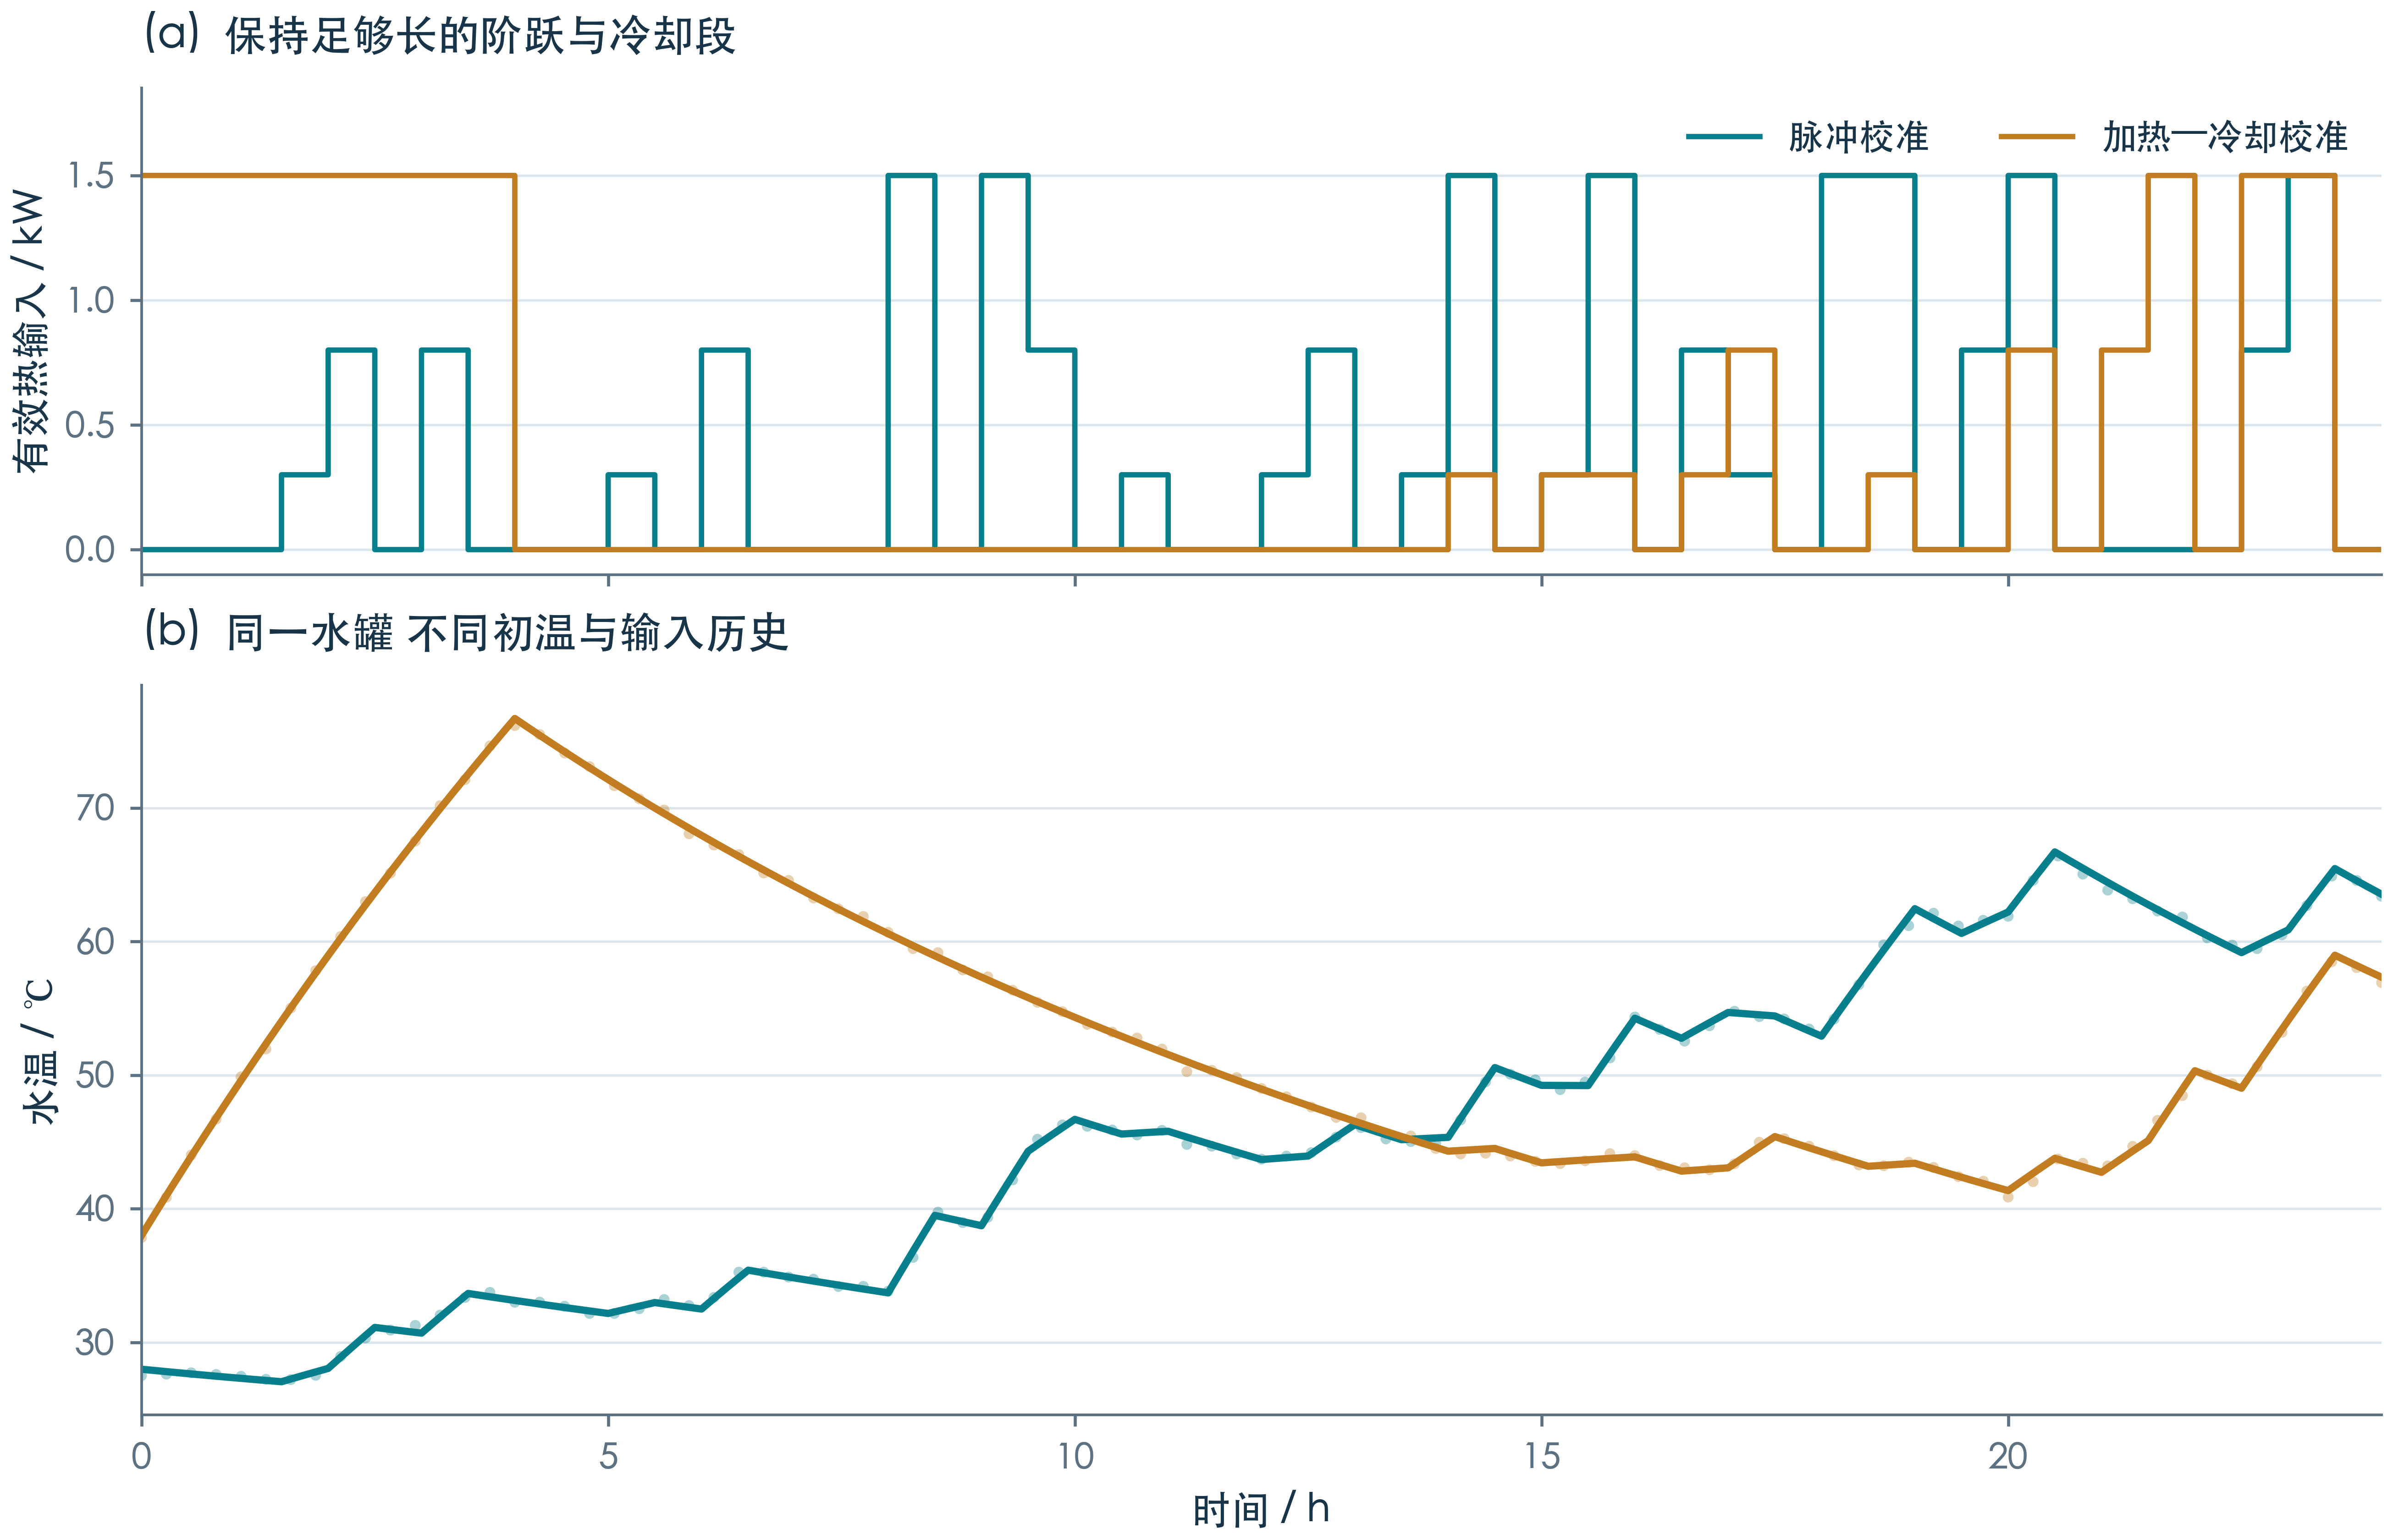 (a) 保持足够长的阶跃与冷却段
脉冲校准 加热—冷却校准
有效热输入 / kW
1.5
1.0
0.5
0.0
(b) 同一水罐 不同初温与输入历史
水温 / ℃
70
60
50
40
30
0 5 10 15 20
时间 / h